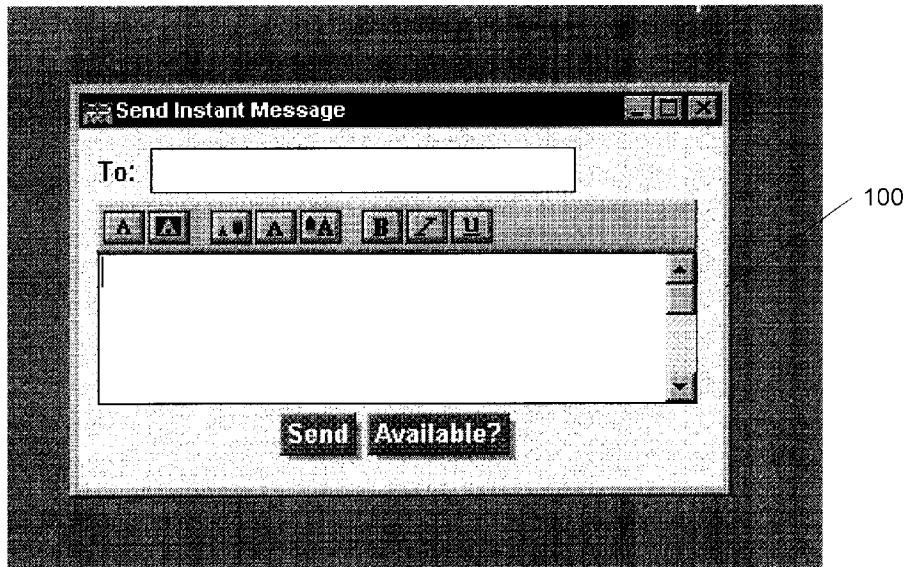 Send Instant Message
To:
100
A A A A A B I U
Send Available?